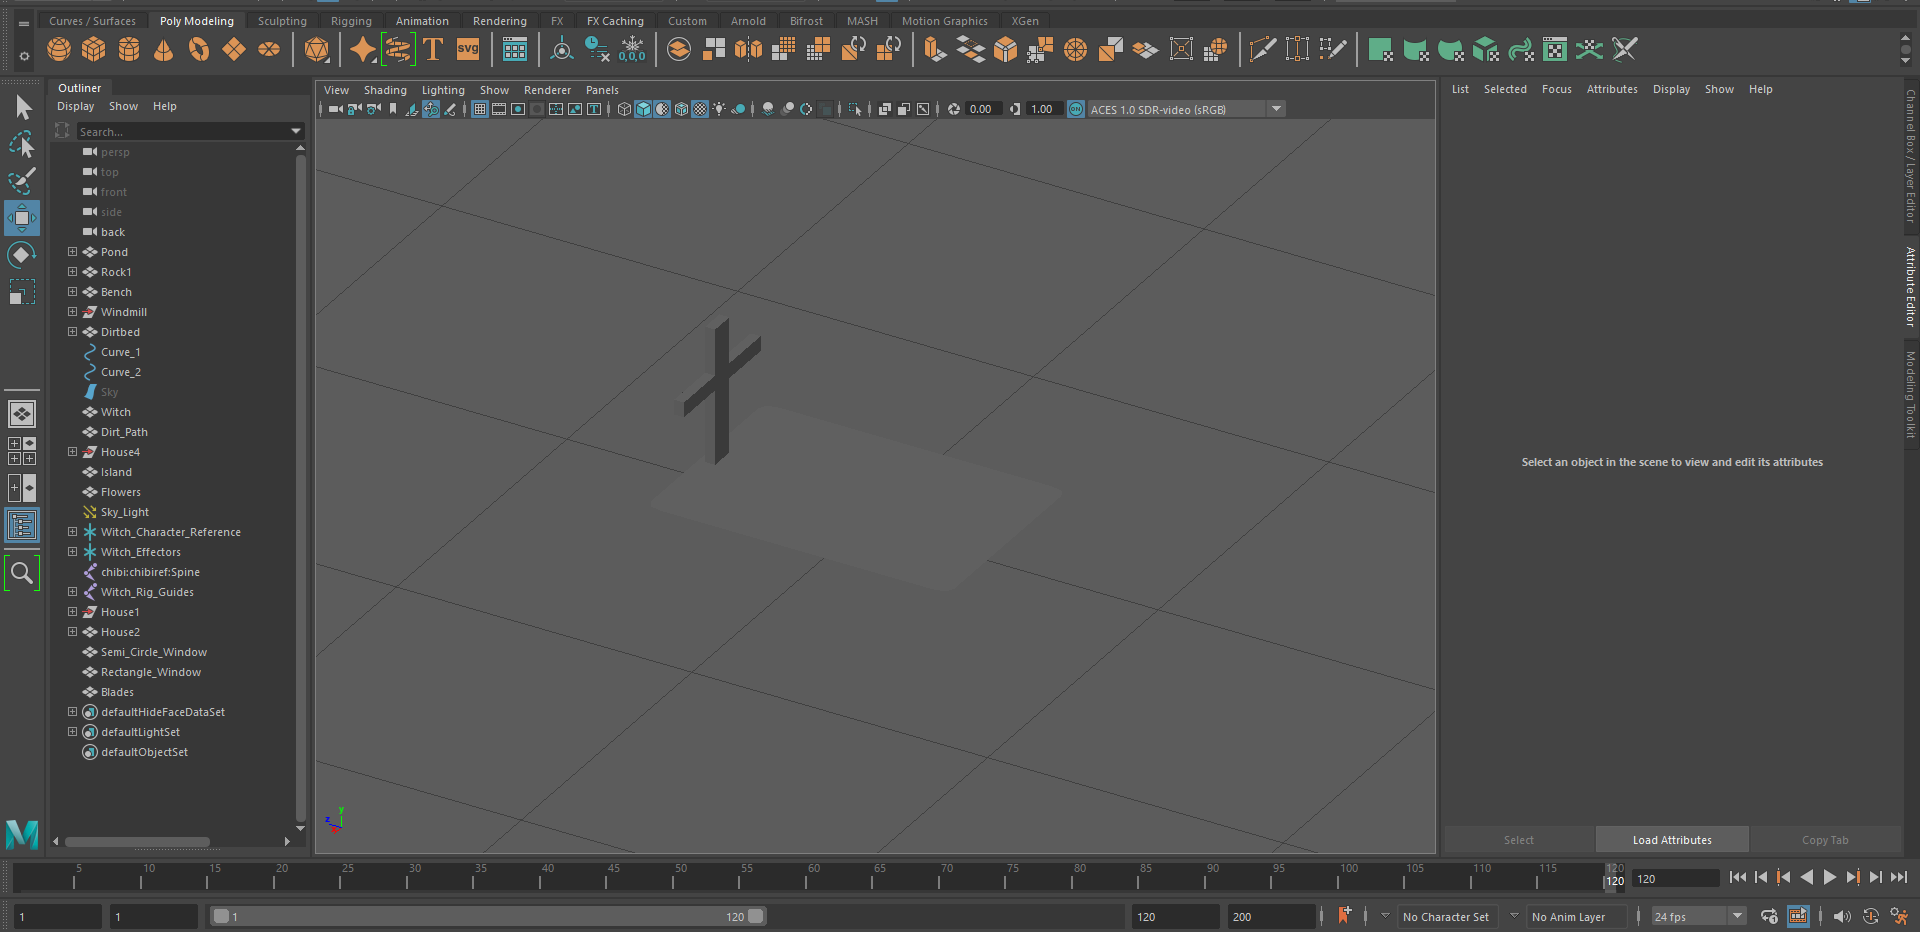 Curves / Surfaces Poly Modeling Sculpting Rigging Animation Rendering FX FX Caching Custom Arnold Bifrost MASH Motion Graphics XGen
T svg 0,0,0
Outliner
Display Show Help
Search...
persp
top
front
side
back
Pond
Rock1
Bench
Windmill
Dirtbed
Curve_1
Curve_2
Sky
Witch
Dirt_Path
House4
Island
Flowers
Sky_Light
Witch_Character_Reference
Witch_Effectors
chibi:chibiref:Spine
Witch_Rig_Guides
House1
House2
Semi_Circle_Window
Rectangle_Window
Blades
defaultHideFaceDataSet
defaultLightSet
defaultObjectSet
M
View Shading Lighting Show Renderer Panels
0.00 1.00 ON ACES 1.0 SDR-video (sRGB)
y
z
x
List Selected Focus Attributes Display Show Help
Select an object in the scene to view and edit its attributes
Select Load Attributes Copy Tab
Channel Box / Layer Editor
Attribute Editor
Modeling Toolkit
5 10 15 20 25 30 35 40 45 50 55 60 65 70 75 80 85 90 95 100 105 110 115 120
120 120
1 1 1 120 120 200 No Character Set No Anim Layer 24 fps